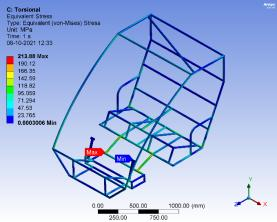 C: Torsional
Equivalent Stress
Type: Equivalent (von-Mises) Stress
Unit: MPa
Time: 1 s
08-10-2021 12:33
213.88 Max
190.12
166.35
142.59
118.82
95.059
71.294
47.53
23.765
0.0003006 Min
Max
Min
0.00 500.00 1000.00 (mm)
250.00 750.00
Y
Z
X